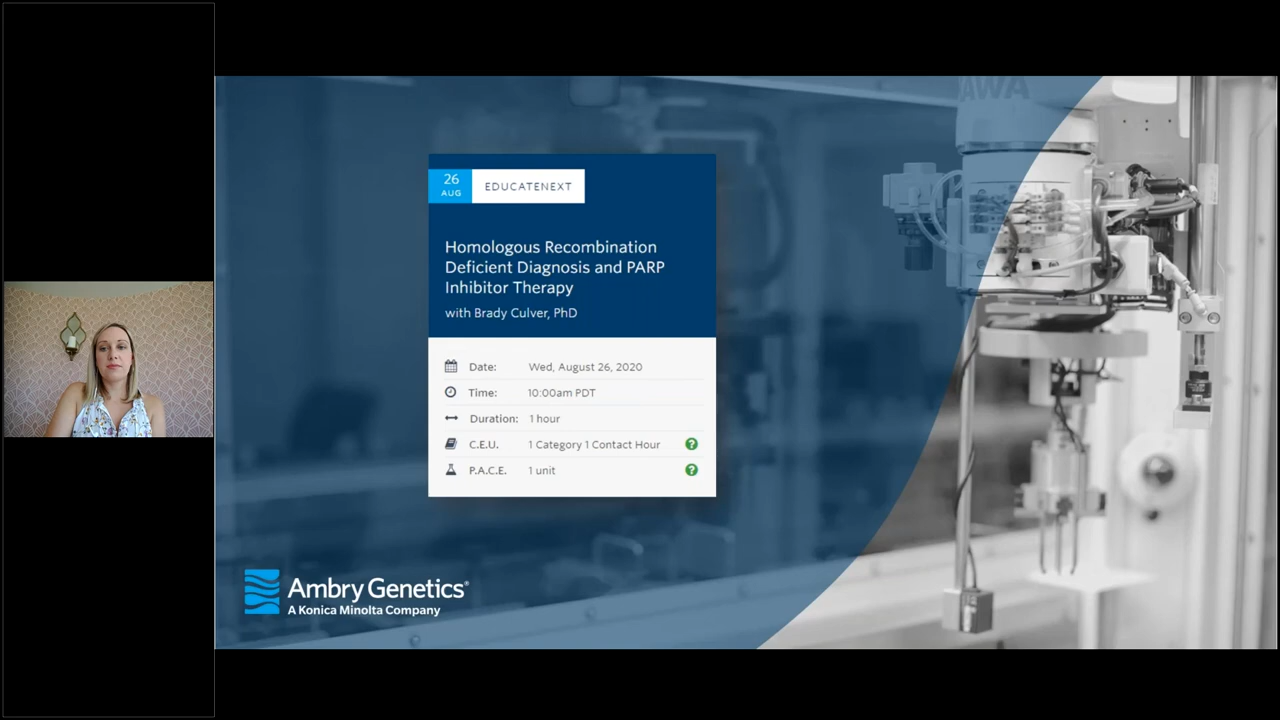 AWA
26
AUG
EDUCATENEXT
Homologous Recombination
Deficient Diagnosis and PARP
Inhibitor Therapy
with Brady Culver, PhD
Date: Wed, August 26, 2020
Time: 10:00am PDT
Duration: 1 hour
C.E.U. 1 Category 1 Contact Hour ?
P.A.C.E. 1 unit ?
Ambry Genetics®
A Konica Minolta Company